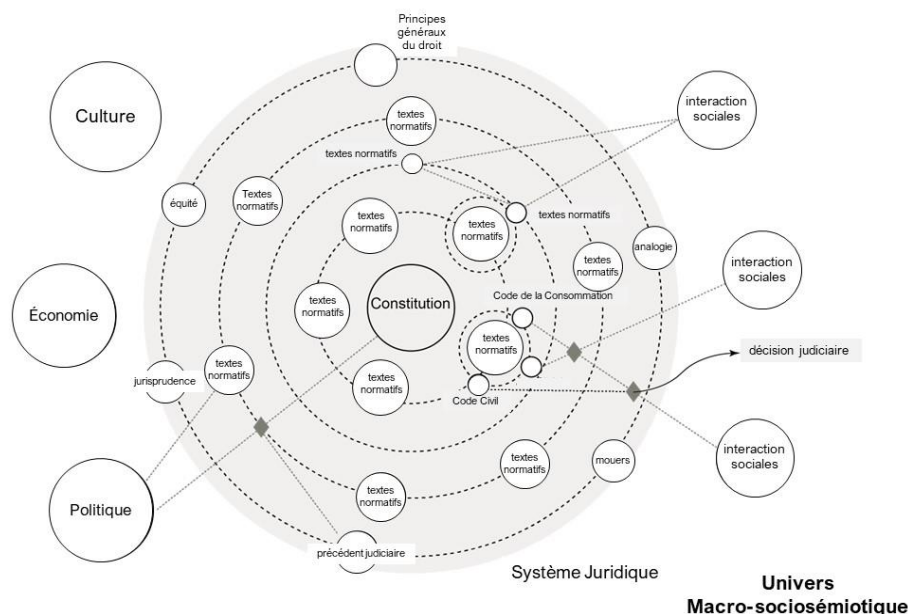 Principes
généraux
du droit
Culture
interaction
sociales
textes
normatifs
textes normatifs
équité
Textes
normatifs
textes
normatifs
textes
normatifs
textes normatifs
analogie
textes
normatifs
interaction
sociales
Économie
textes
normatifs
Constitution
Code de la Consommation
textes
normatifs
décision judiciaire
jurisprudence
textes
normatifs
textes
normatifs
Code Civil
interaction
sociales
textes
normatifs
mouers
Politique
textes
normatifs
précédent judiciaire
Système Juridique
Univers
Macro-sociosémiotique